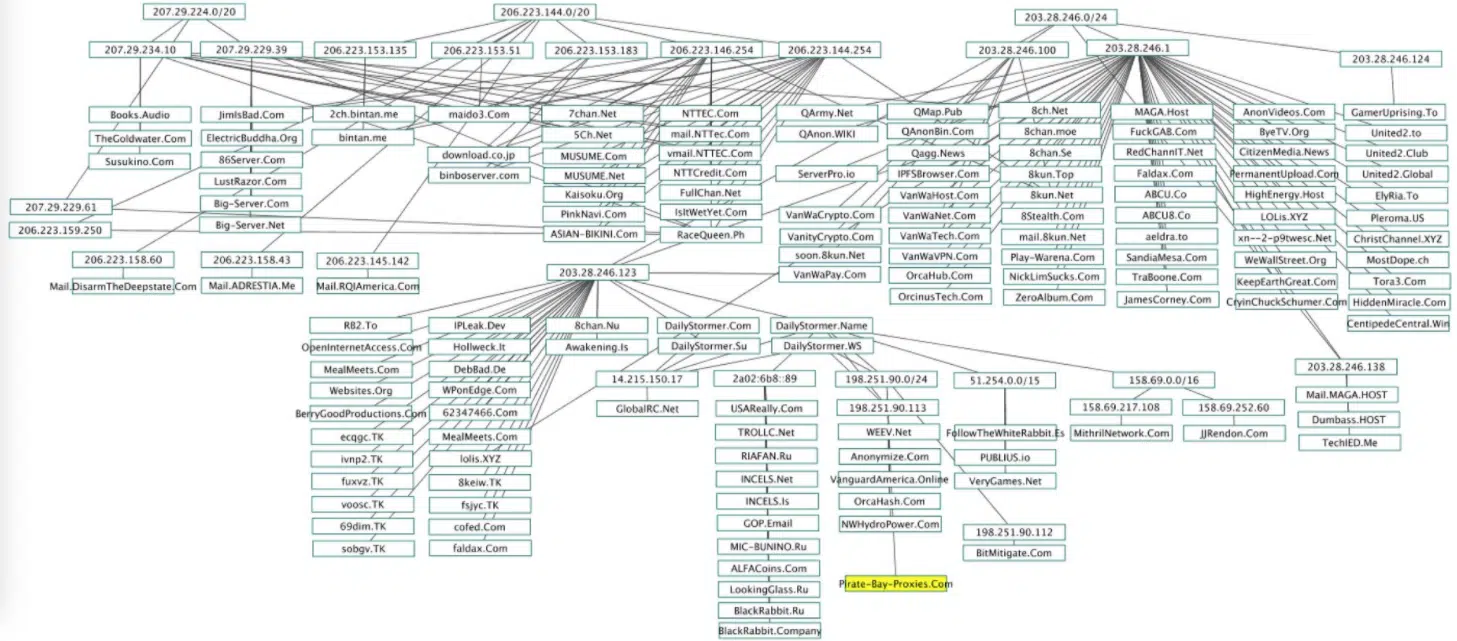 207.29.224.0/20
206.223.144.0/20
203.28.246.0/24
207.29.234.10
207.29.229.39
206.223.153.135
206.223.153.51
206.223.153.183
206.223.146.254
206.223.144.254
203.28.246.100
203.28.246.1
203.28.246.124
Books.Audio
TheGoldwater.Com
Susukino.Com
JimIsBad.Com
ElectricBuddha.Org
86Server.Com
LustRazor.Com
Big-Server.Com
Big-Server.Net
2ch.bintan.me
bintan.me
maido3.Com
download.co.jp
binboserver.com
7chan.Net
5Ch.Net
MUSUME.Com
MUSUME.Net
Kaisoku.Org
PinkNavi.Com
ASIAN-BIKINI.Com
NTTEC.Com
mail.NTTec.Com
vmail.NTTEC.Com
NTTCredit.Com
FullChan.Net
IsItWetYet.Com
RaceQueen.Ph
QArmy.Net
QAnon.WIKI
ServerPro.io
VanWaCrypto.Com
VanityCrypto.Com
soon.8kun.Net
VanWaPay.Com
QMap.Pub
QAnonBin.Com
Qagg.News
IPFSBrowser.Com
VanWaHost.Com
VanWaNet.Com
VanWaTech.Com
VanWaVPN.Com
OrcaHub.Com
OrcinusTech.Com
8ch.Net
8chan.moe
8chan.Se
8kun.Top
8kun.Net
8Stealth.Com
mail.8kun.Net
Play-Warena.Com
NickLimSucks.Com
ZeroAlbum.Com
MAGA.Host
FuckGAB.Com
RedChannIT.Net
Faldax.Com
ABCU.Co
ABCU8.Co
aeldra.to
SandiaMesa.Com
TraBoone.Com
JamesCorney.Com
AnonVideos.Com
ByeTV.Org
CitizenMedia.News
PermanentUpload.Com
HighEnergy.Host
LOLis.XYZ
xn--2-p9twesc.Net
WeWallStreet.Org
KeepEarthGreat.Com
CryinChuckSchumer.Com
GamerUprising.To
United2.to
United2.Club
United2.Global
ElyRia.To
Pleroma.US
ChristChannel.XYZ
MostDope.ch
Tora3.Com
HiddenMiracle.Com
CentipedeCentral.Win
207.29.229.61
206.223.159.250
206.223.158.60
Mail.DisarmTheDeepstate.Com
206.223.158.43
Mail.ADRESTIA.Me
206.223.145.142
Mail.RQIAmerica.Com
203.28.246.123
R82.To
OpenInternetAccess.Com
MealMeets.Com
Websites.Org
BerryGoodProductions.Com
ecqgc.TK
ivnp2.TK
fuxvz.TK
voosc.TK
69dim.TK
sobgv.TK
IPLeak.Dev
Hollweck.It
DebBad.De
WPonEdge.Com
62347466.Com
MealMeets.Com
lolis.XYZ
8keiw.TK
fsjyc.TK
cofed.Com
faldax.Com
8chan.Nu
Awakening.Is
DailyStormer.Com
DailyStormer.Su
DailyStormer.Name
DailyStormer.WS
14.215.150.17
GlobalRC.Net
2a02:6b8::89
USAReally.Com
TROLLC.Net
RIAFAN.Ru
INCELS.Net
INCELS.Is
GOP.Email
MIC-BUNINO.Ru
ALFACoins.Com
LookingGlass.Ru
BlackRabbit.Ru
BlackRabbit.Company
198.251.90.0/24
198.251.90.113
WEEV.Net
Anonymize.Com
VanguardAmerica.Online
OrcaHash.Com
NWHydroPower.Com
Pirate-Bay-Proxies.Com
51.254.0.0/15
FollowTheWhiteRabbit.Es
PUBLIUS.io
VeryGames.Net
198.251.90.112
BitMitigate.Com
158.69.0.0/16
158.69.217.108
MithrilNetwork.Com
158.69.252.60
JJRendon.Com
203.28.246.138
Mail.MAGA.HOST
Dumbass.HOST
TechIED.Me